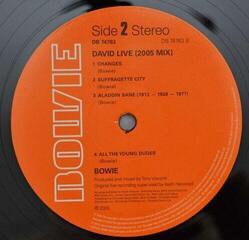 BOWIE
Side 2 Stereo
DB 74763
DB 74763 B
DAVID LIVE (2005 MIX)
1 CHANGES
(Bowie)
2 SUFFRAGETTE CITY
(Bowie)
3 ALADDIN SANE (1913 - 1938 - 197?)
(Bowie)
4 ALL THE YOUNG DUDES
(Bowie)
BOWIE
Produced and mixed by Tony Visconti
Original live recording supervised by Keith Harwood
℗ 2005